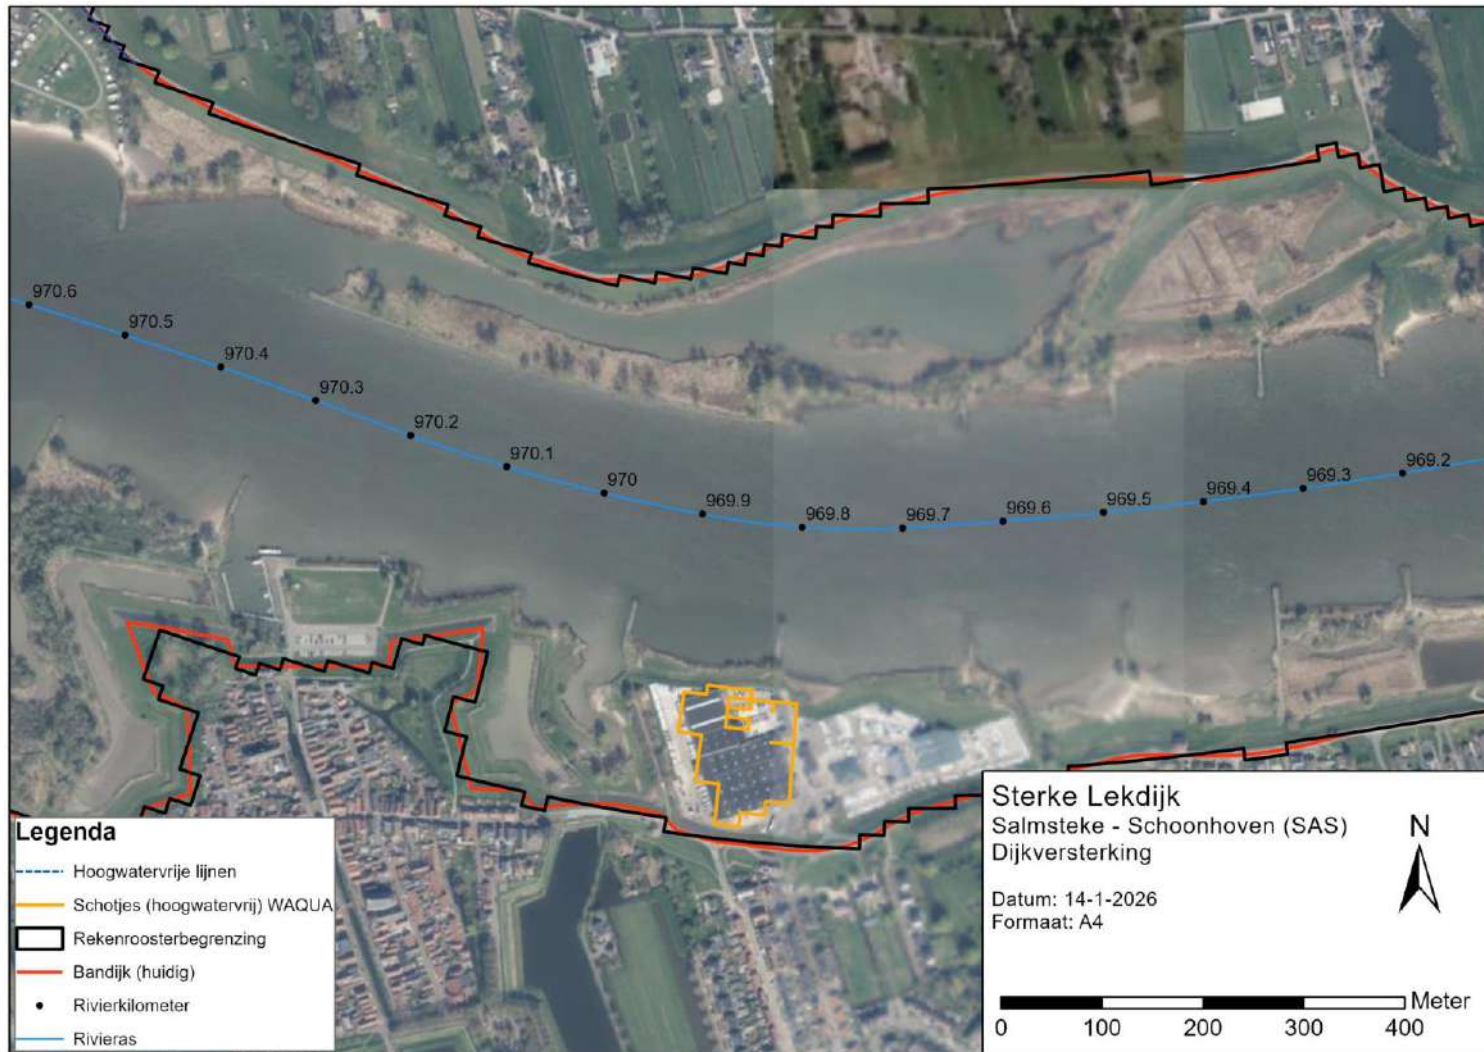 970.6
970.5
970.4
970.3
970.2
970.1
970
969.9
969.8
969.7
969.6
969.5
969.4
969.3
969.2
Legenda
Hoogwatervrije lijnen
Schotjes (hoogwatervrij) WAQUA
Rekenroosterbegrenzing
Bandijk (huidig)
Rivierkilometer
Rivieras
Sterke Lekdijk
Salmsteke - Schoonhoven (SAS)
Dijkversterking
Datum: 14-1-2026
Formaat: A4
N
Meter
0 100 200 300 400